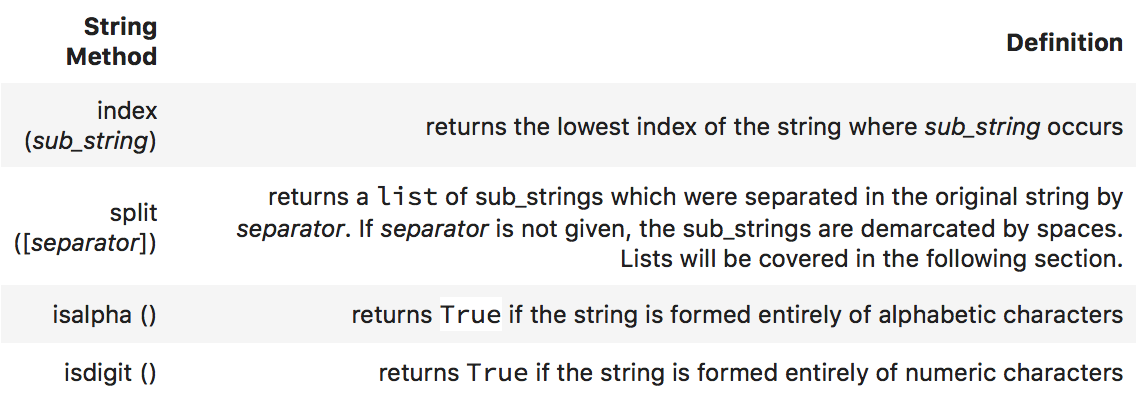 String
Method
Definition
index
(sub_string)
returns the lowest index of the string where sub_string occurs
split
([separator])
returns a list of sub_strings which were separated in the original string by
separator. If separator is not given, the sub_strings are demarcated by spaces.
Lists will be covered in the following section.
isalpha ()
returns True if the string is formed entirely of alphabetic characters
isdigit ()
returns True if the string is formed entirely of numeric characters